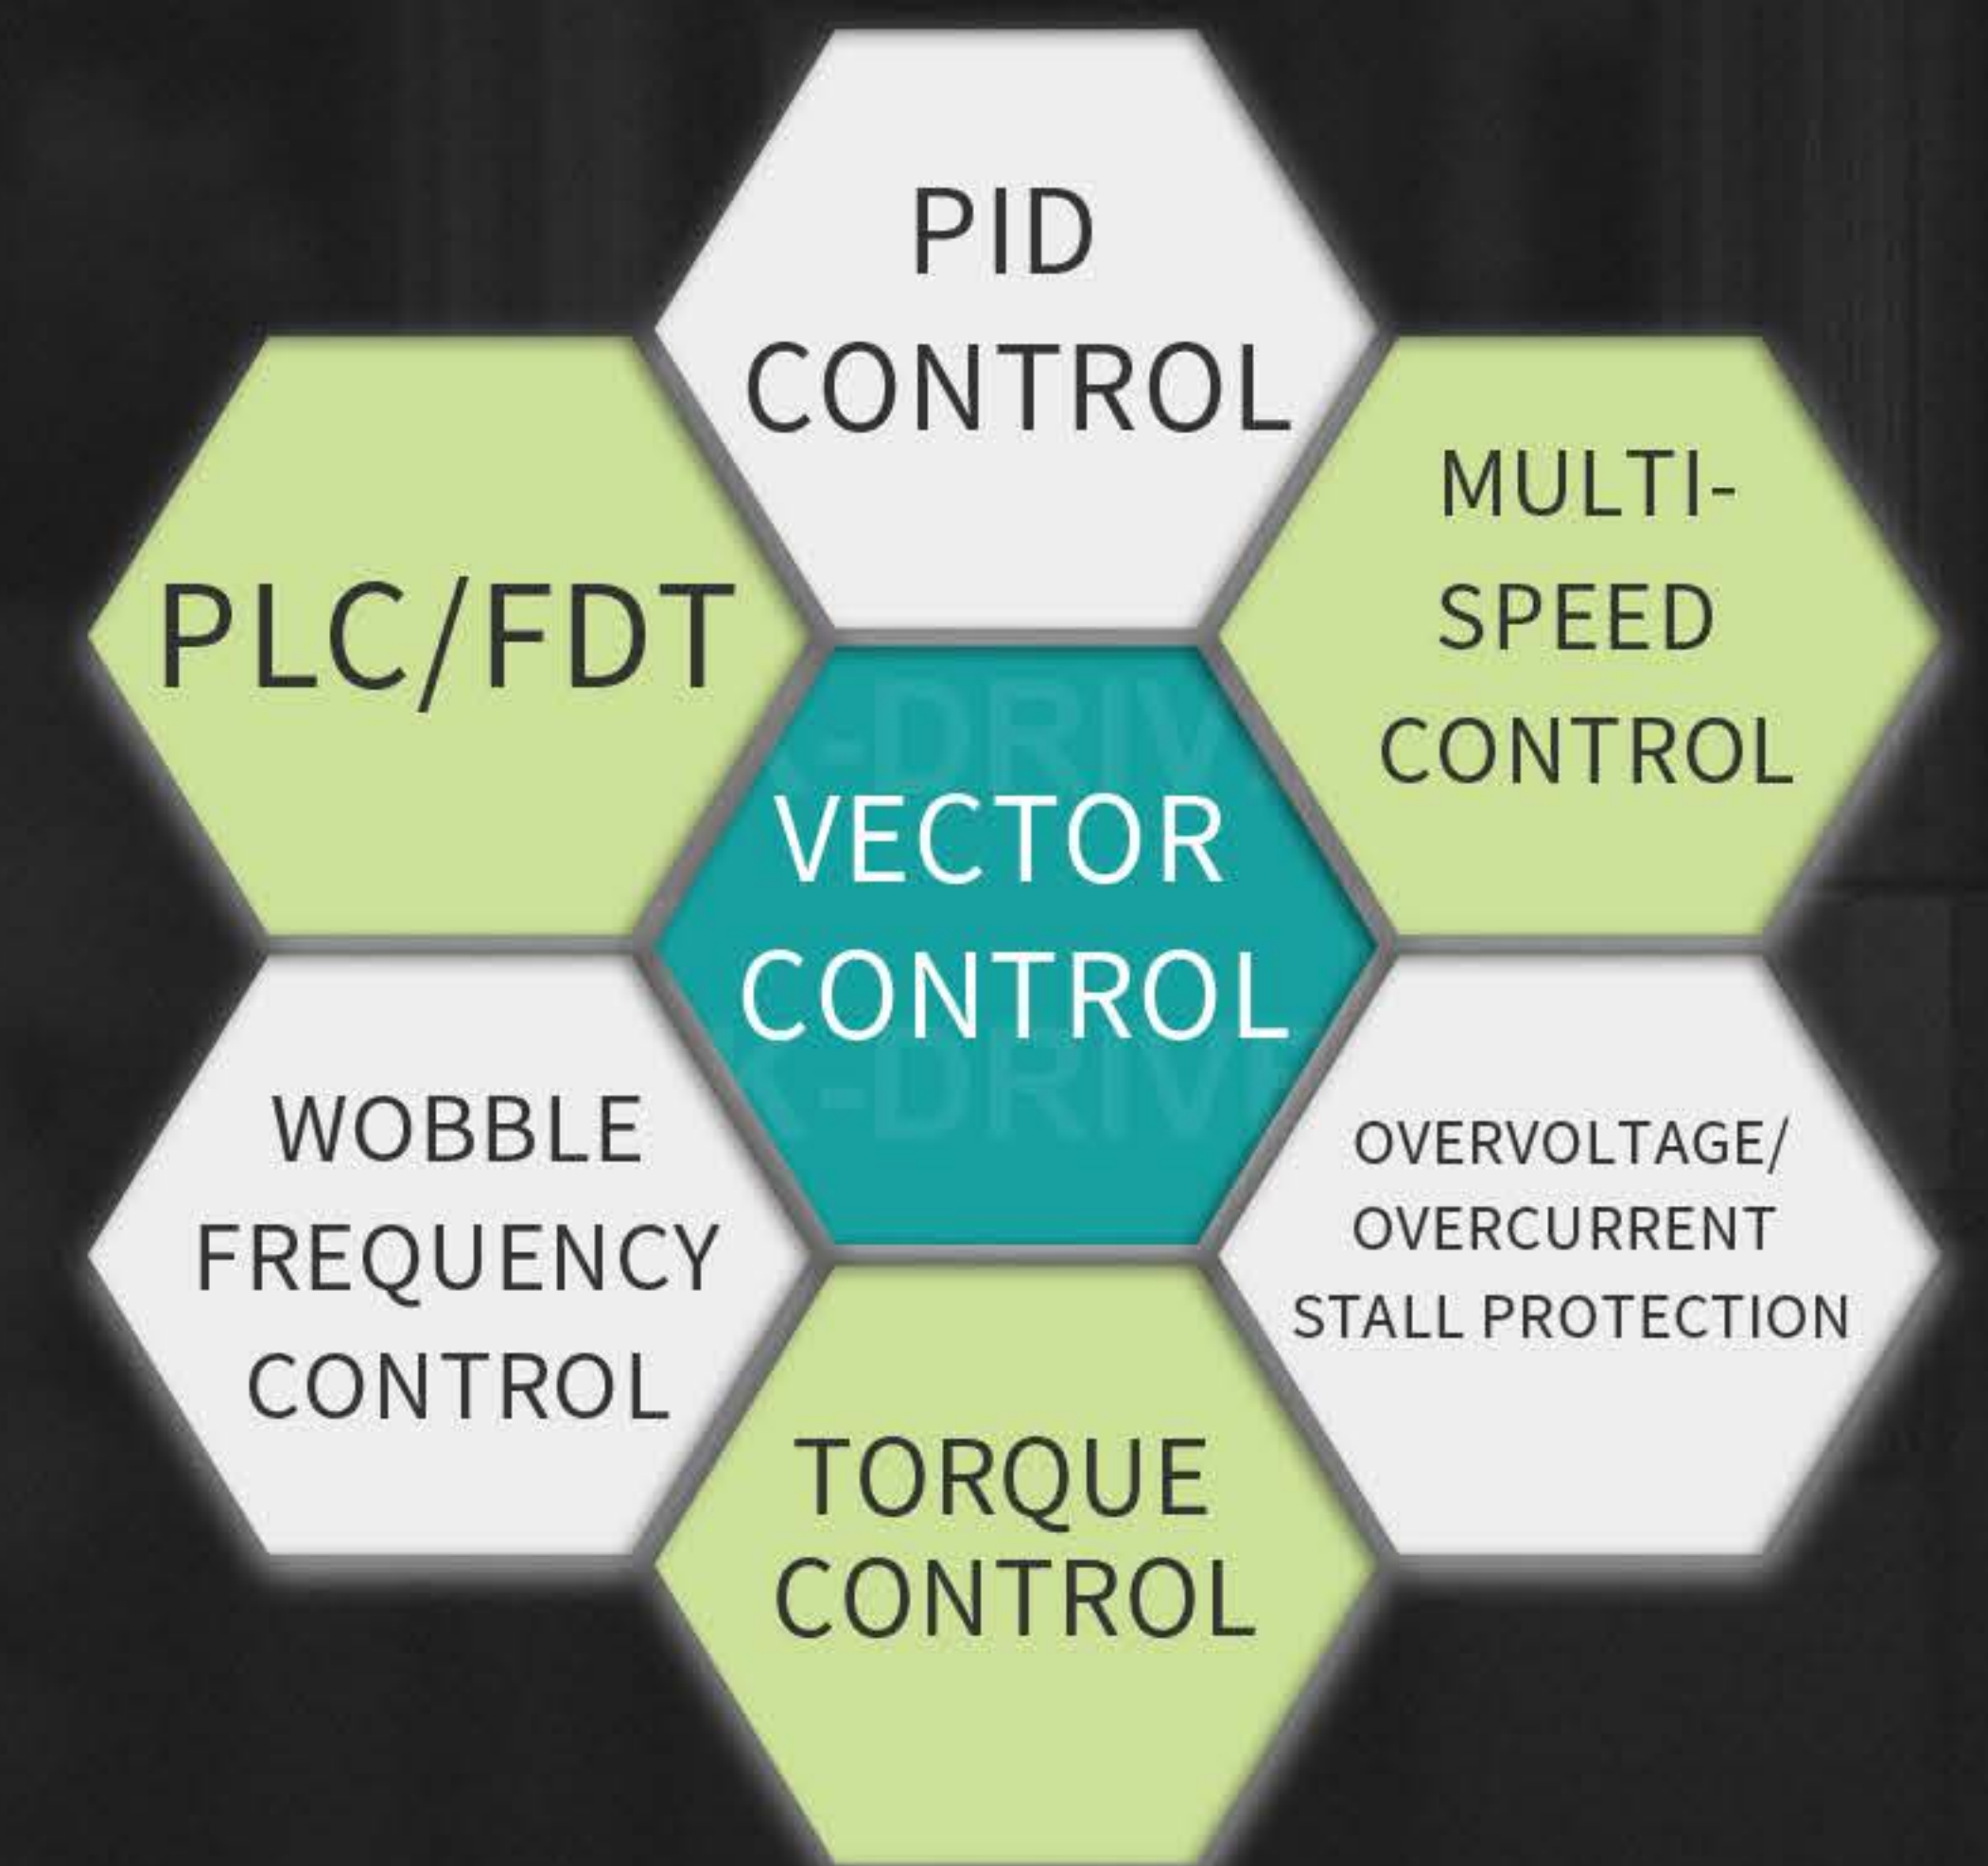 PID
CONTROL
PLC/FDT
MULTI-
SPEED
CONTROL
VECTOR
CONTROL
WOBBLE
FREQUENCY
CONTROL
OVERVOLTAGE/
OVERCURRENT
STALL PROTECTION
TORQUE
CONTROL